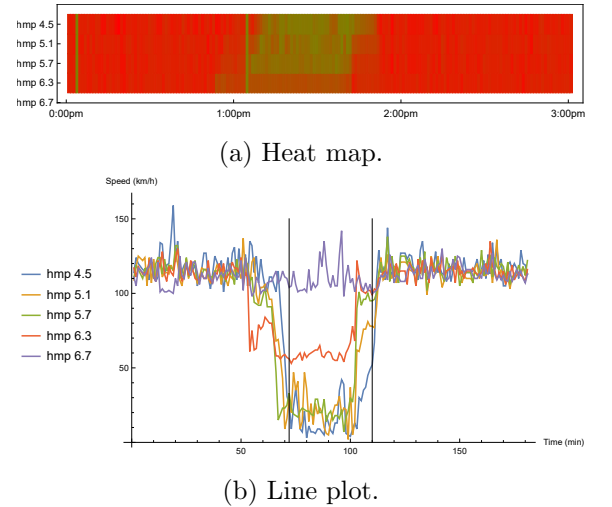 hmp 4.5
hmp 5.1
hmp 5.7
hmp 6.3
hmp 6.7
0:00pm 1:00pm 2:00pm 3:00pm
(a) Heat map.
Speed (km/h)
150
100
50
hmp 4.5
hmp 5.1
hmp 5.7
hmp 6.3
hmp 6.7
50 100 150
Time (min)
(b) Line plot.